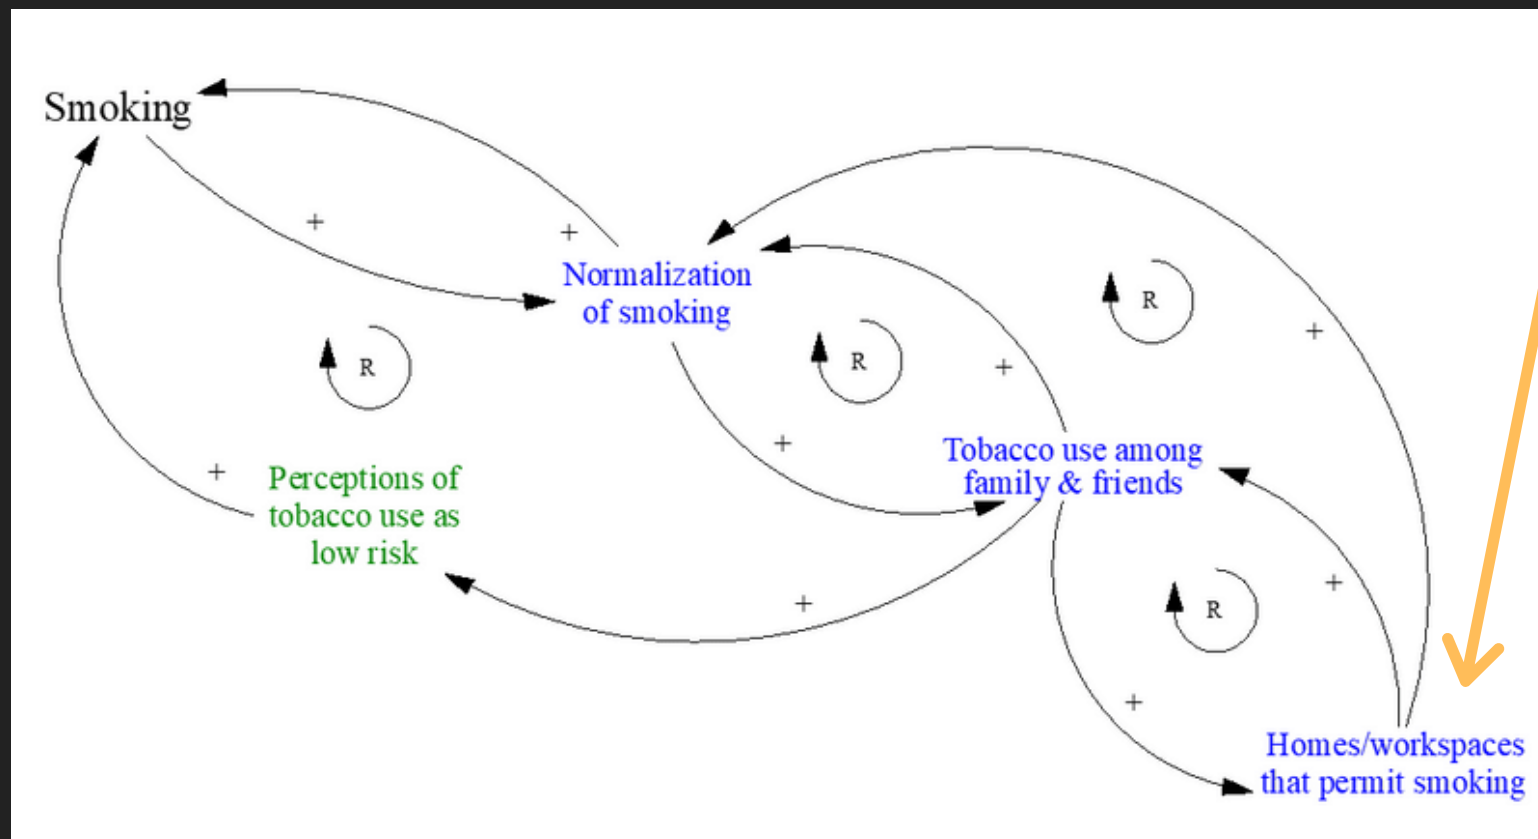 Smoking
+
+
Normalization
of smoking
R
+
R
R
+
+
Tobacco use among
family & friends
+
Perceptions of
tobacco use as
low risk
+
+
R
+
Homes/workspaces
that permit smoking